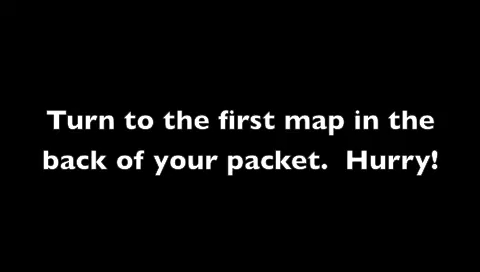 Turn to the first map in the
back of your packet.  Hurry!